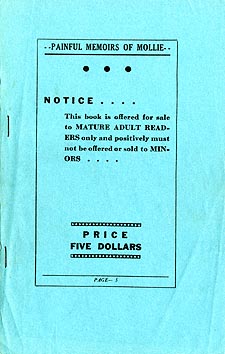 --PAINFUL MEMOIRS OF MOLLIE--
NOTICE . . . .
This book is offered for sale
to MATURE ADULT READ-
ERS only and positively must
not be offered or sold to MIN-
ORS . . . .
PRICE
FIVE DOLLARS
PAGE— 5